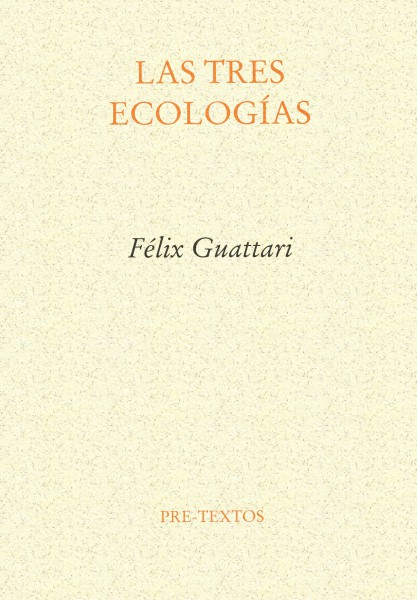 LAS TRES
ECOLOGÍAS
Félix Guattari
PRE-TEXTOS